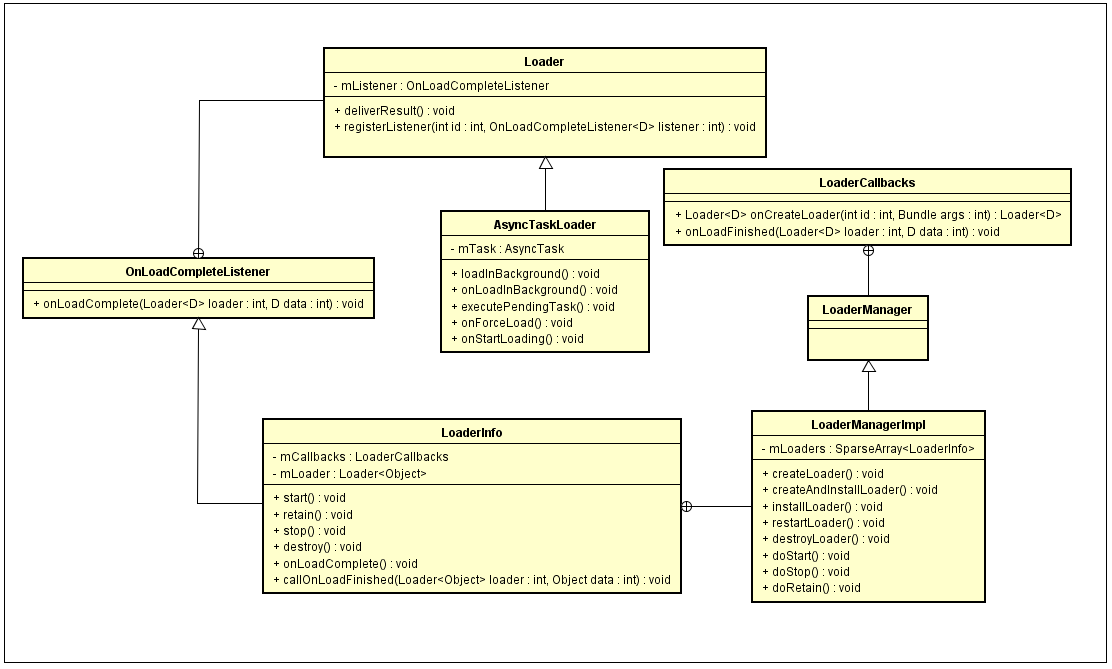 Loader
- mListener : OnLoadCompleteListener
+ deliverResult() : void
+ registerListener(int id : int, OnLoadCompleteListener<D> listener : int) : void
LoaderCallbacks
+ Loader<D> onCreateLoader(int id : int, Bundle args : int) : Loader<D>
+ onLoadFinished(Loader<D> loader : int, D data : int) : void
AsyncTaskLoader
- mTask : AsyncTask
+ loadInBackground() : void
+ onLoadInBackground() : void
+ executePendingTask() : void
+ onForceLoad() : void
+ onStartLoading() : void
OnLoadCompleteListener
+ onLoadComplete(Loader<D> loader : int, D data : int) : void
LoaderManager
LoaderInfo
- mCallbacks : LoaderCallbacks
- mLoader : Loader<Object>
+ start() : void
+ retain() : void
+ stop() : void
+ destroy() : void
+ onLoadComplete() : void
+ callOnLoadFinished(Loader<Object> loader : int, Object data : int) : void
LoaderManagerImpl
- mLoaders : SparseArray<LoaderInfo>
+ createLoader() : void
+ createAndInstallLoader() : void
+ installLoader() : void
+ restartLoader() : void
+ destroyLoader() : void
+ doStart() : void
+ doStop() : void
+ doRetain() : void